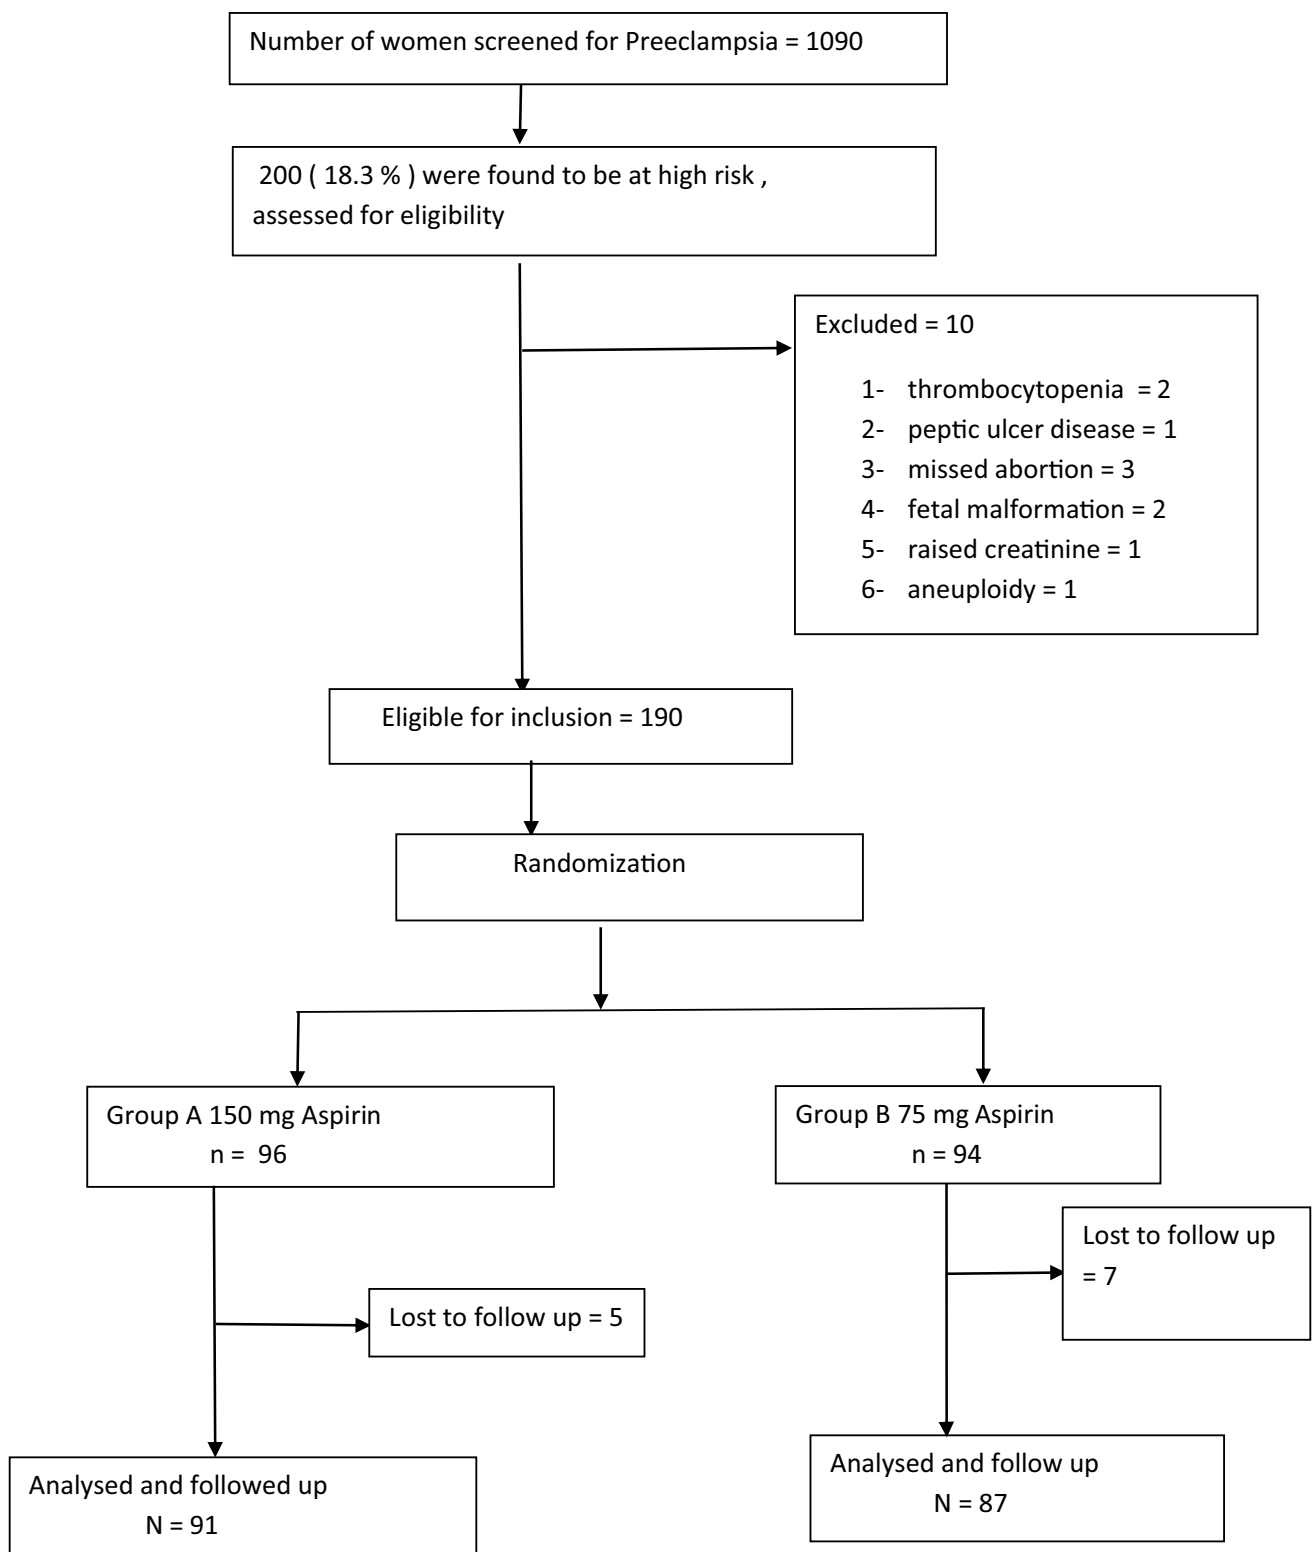 Number of women screened for Preeclampsia = 1090
200 ( 18.3 % ) were found to be at high risk ,
assessed for eligibility
Excluded = 10
1- thrombocytopenia = 2
2- peptic ulcer disease = 1
3- missed abortion = 3
4- fetal malformation = 2
5- raised creatinine = 1
6- aneuploidy = 1
Eligible for inclusion = 190
Randomization
Group A 150 mg Aspirin
n = 96
Group B 75 mg Aspirin
n = 94
Lost to follow up = 5
Lost to follow up
= 7
Analysed and followed up
N = 91
Analysed and follow up
N = 87